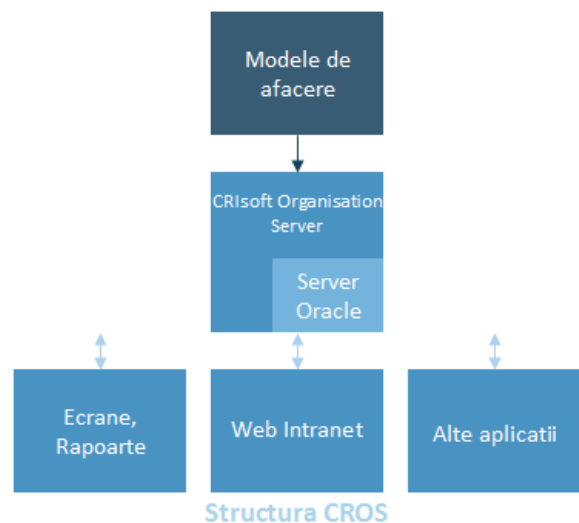 Modele de
afacere
CRIsoft Organisation
Server
Server
Oracle
Ecrane,
Rapoarte
Web Intranet
Alte aplicatii
Structura CROS